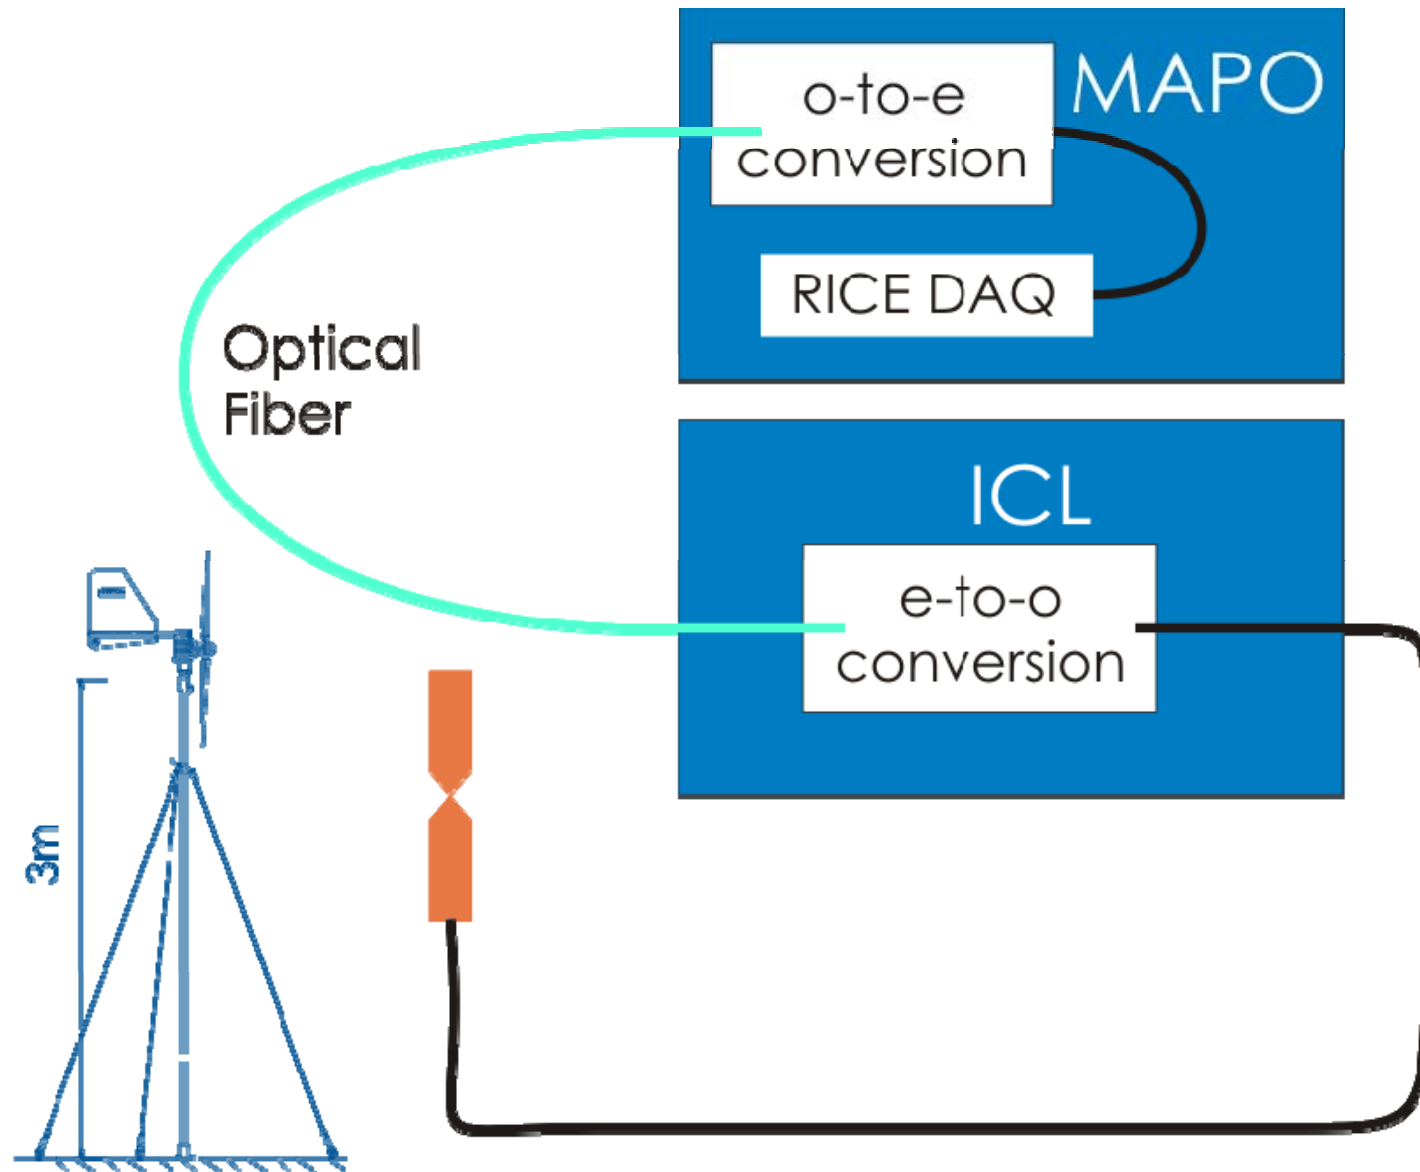 o-to-e
conversion
MAPO
RICE DAQ
Optical
Fiber
ICL
e-to-o
conversion
3m